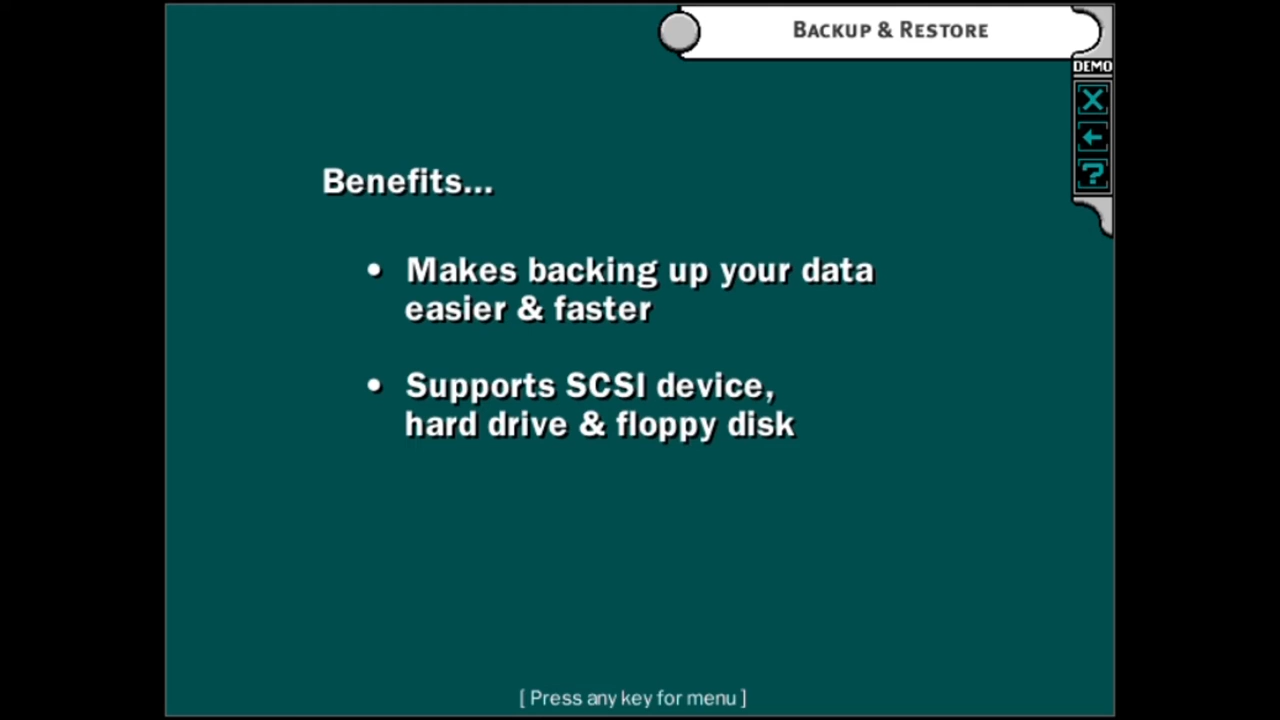 BACKUP & RESTORE
DEMO
Benefits...
• Makes backing up your data
easier & faster
• Supports SCSI device,
hard drive & floppy disk
[ Press any key for menu ]